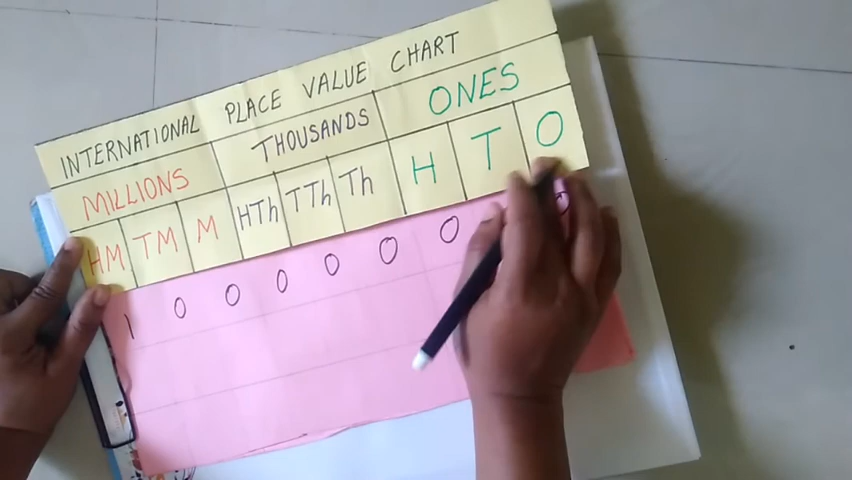 INTERNATIONAL PLACE VALUE CHART
MILLIONS THOUSANDS ONES
HM TM M HTh TTh Th H T O
1 0 0 0 0 0 0 0